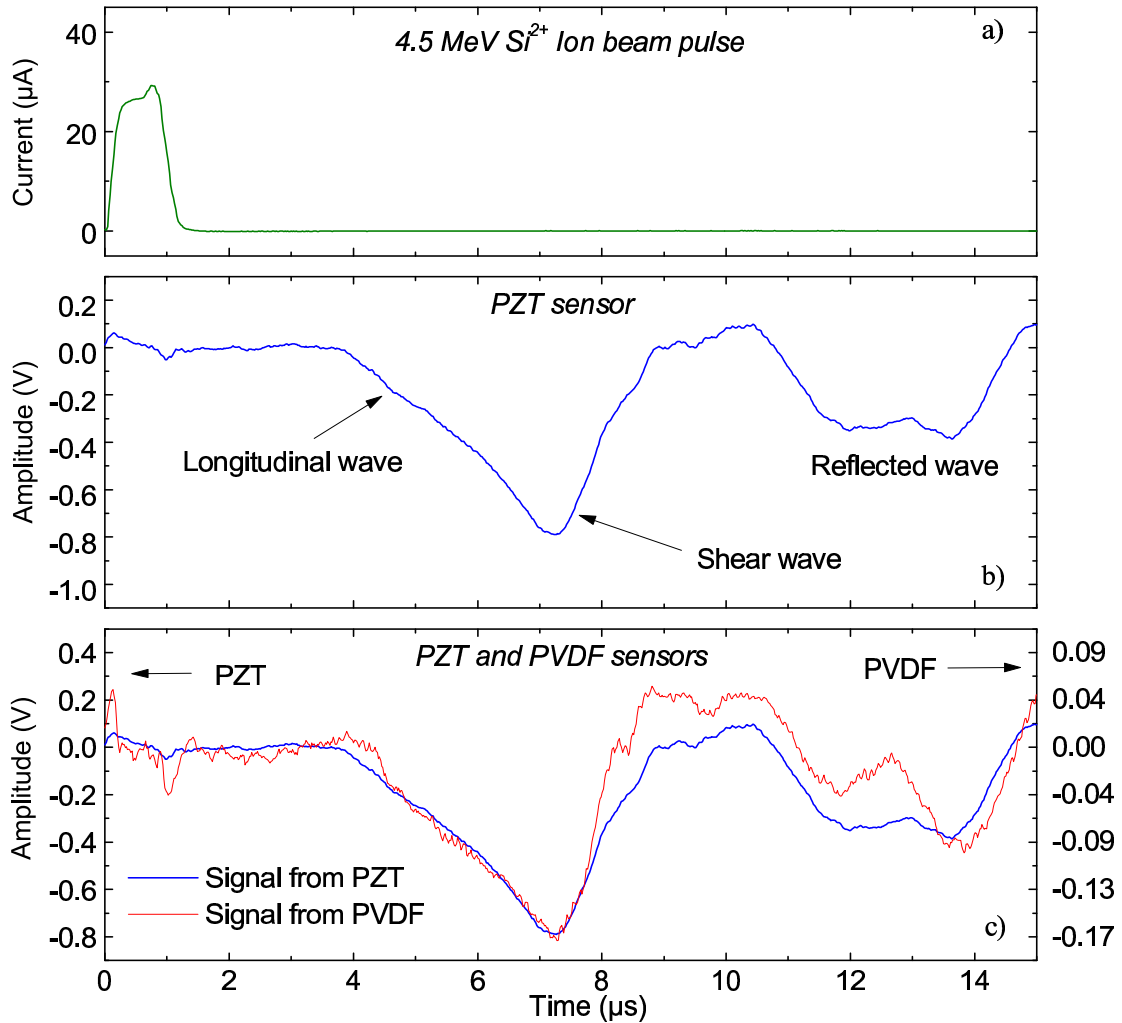 a)
4.5 MeV Si²⁺ Ion beam pulse
Current (µA)
40
20
0
PZT sensor
Amplitude (V)
0.2
0.0
-0.2
-0.4
-0.6
-0.8
-1.0
Longitudinal wave
Reflected wave
Shear wave
b)
PZT and PVDF sensors
PZT
PVDF
Amplitude (V)
0.4
0.2
0.0
-0.2
-0.4
-0.6
-0.8
0.09
0.04
0.00
-0.04
-0.09
-0.13
-0.17
Signal from PZT
Signal from PVDF
c)
0 2 4 6 8 10 12 14
Time (µs)